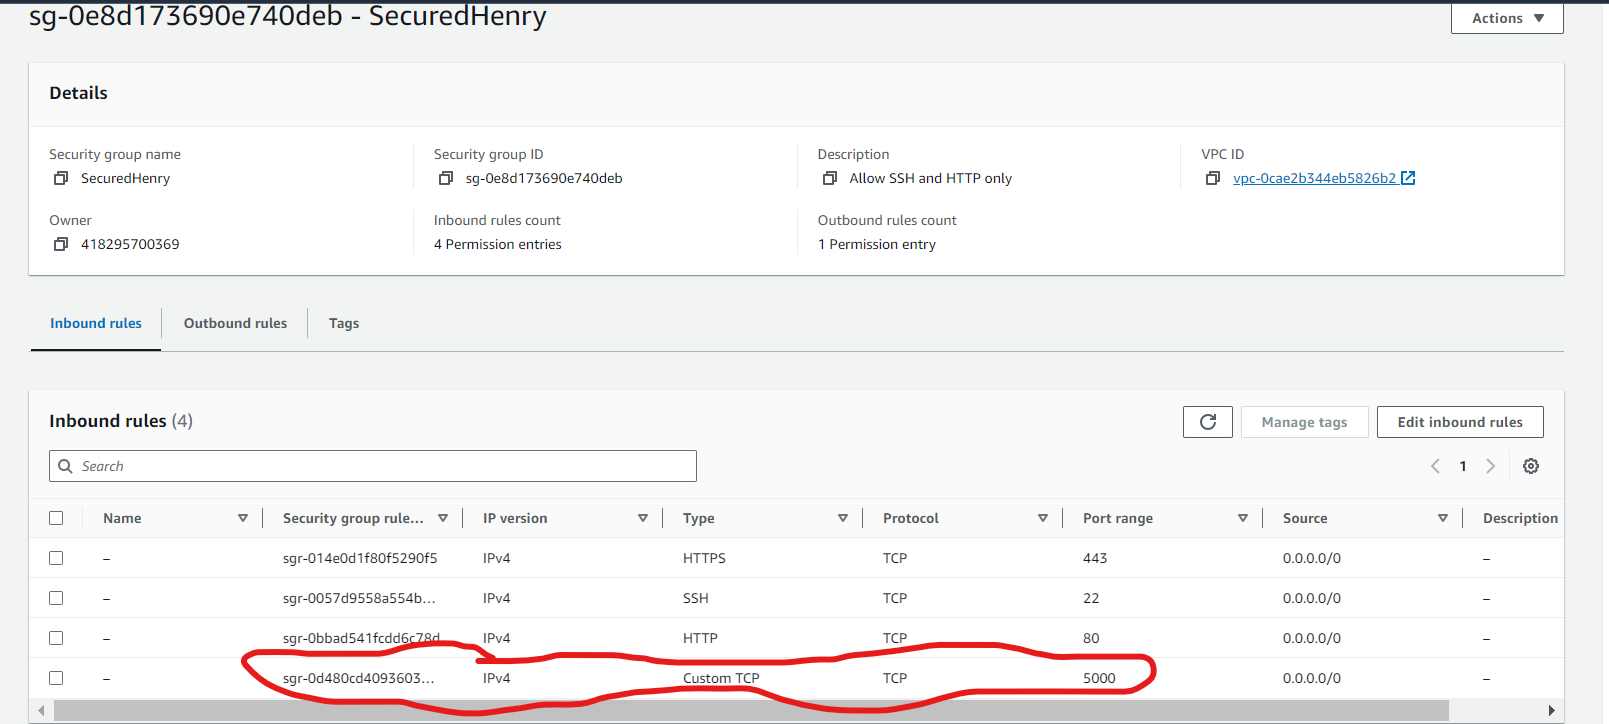 sg-0e8d173690e740deb - SecuredHenry
Actions
Details
Security group name
SecuredHenry
Security group ID
sg-0e8d173690e740deb
Description
Allow SSH and HTTP only
VPC ID
vpc-0cae2b344eb5826b2
Owner
418295700369
Inbound rules count
4 Permission entries
Outbound rules count
1 Permission entry
Inbound rules
Outbound rules
Tags
Inbound rules (4)
Manage tags
Edit inbound rules
Search
1
Name Security group rule... IP version Type Protocol Port range Source Description
– sgr-014e0d1f80f5290f5 IPv4 HTTPS TCP 443 0.0.0.0/0 –
– sgr-0057d9558a554b... IPv4 SSH TCP 22 0.0.0.0/0 –
– sgr-0bbad541fcdd6c78d IPv4 HTTP TCP 80 0.0.0.0/0 –
– sgr-0d480cd4093603... IPv4 Custom TCP TCP 5000 0.0.0.0/0 –